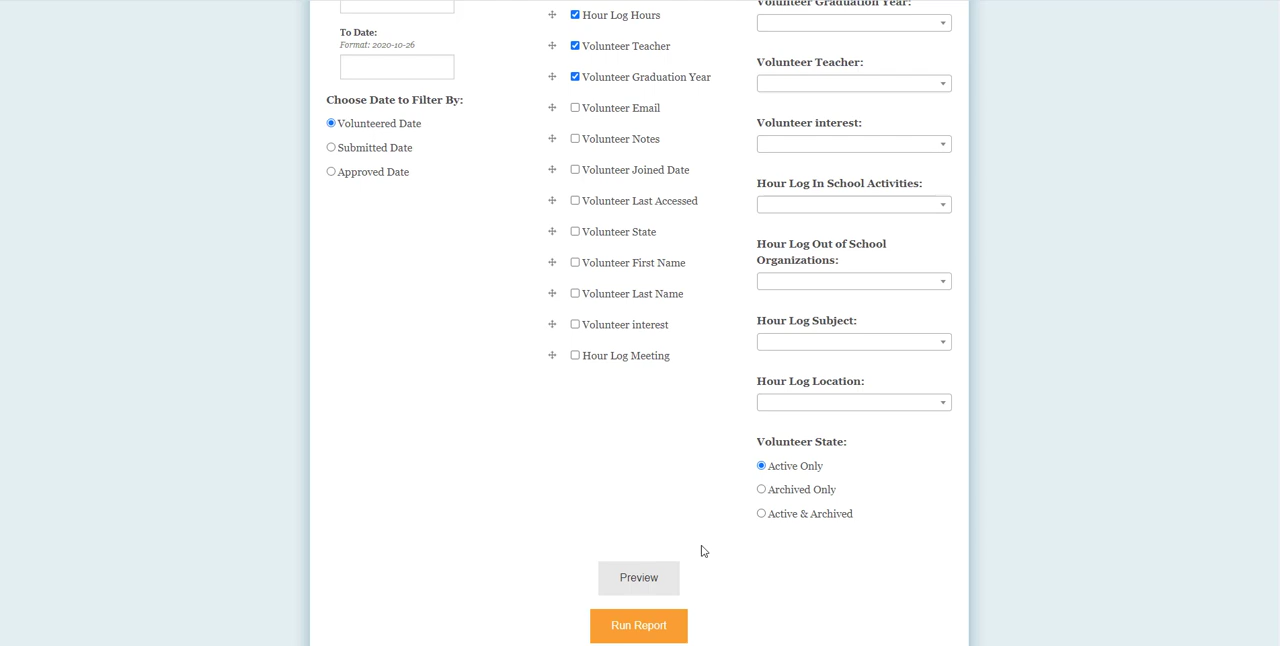 To Date:
Format: 2020-10-26
Choose Date to Filter By:
Volunteered Date
Submitted Date
Approved Date
Hour Log Hours
Volunteer Teacher
Volunteer Graduation Year
Volunteer Email
Volunteer Notes
Volunteer Joined Date
Volunteer Last Accessed
Volunteer State
Volunteer First Name
Volunteer Last Name
Volunteer interest
Hour Log Meeting
Volunteer Graduation Year:
Volunteer Teacher:
Volunteer interest:
Hour Log In School Activities:
Hour Log Out of School
Organizations:
Hour Log Subject:
Hour Log Location:
Volunteer State:
Active Only
Archived Only
Active & Archived
Preview
Run Report